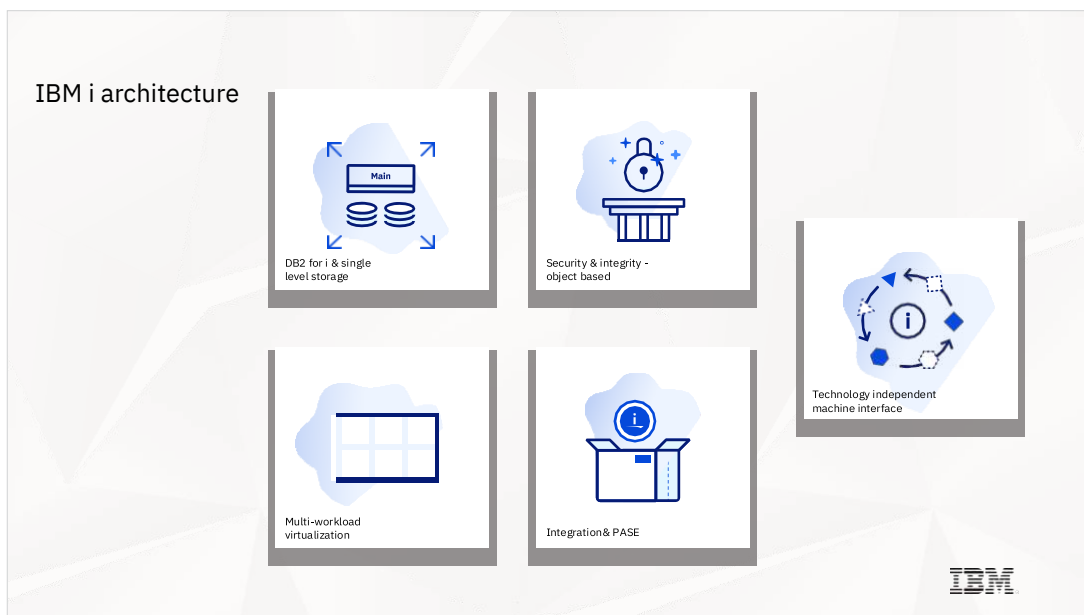 IBM i architecture
Main
DB2 for i & single
level storage
Security & integrity -
object based
i
Technology independent
machine interface
Multi-workload
virtualization
i
Integration& PASE
IBM